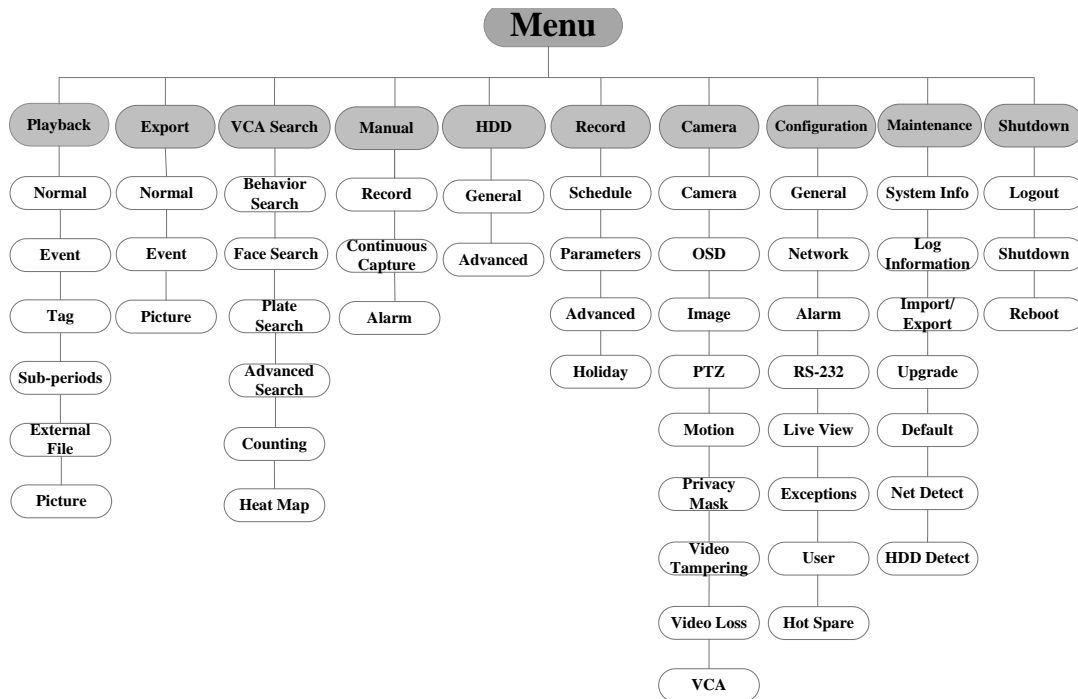 Menu
Playback
Export
VCA Search
Manual
HDD
Record
Camera
Configuration
Maintenance
Shutdown
Normal
Event
Tag
Sub-periods
External
File
Picture
Normal
Event
Picture
Behavior
Search
Face Search
Plate
Search
Advanced
Search
Counting
Heat Map
Record
Continuous
Capture
Alarm
General
Advanced
Schedule
Parameters
Advanced
Holiday
Camera
OSD
Image
PTZ
Motion
Privacy
Mask
Video
Tampering
Video Loss
VCA
General
Network
Alarm
RS-232
Live View
Exceptions
User
Hot Spare
System Info
Log
Information
Import/
Export
Upgrade
Default
Net Detect
HDD Detect
Logout
Shutdown
Reboot